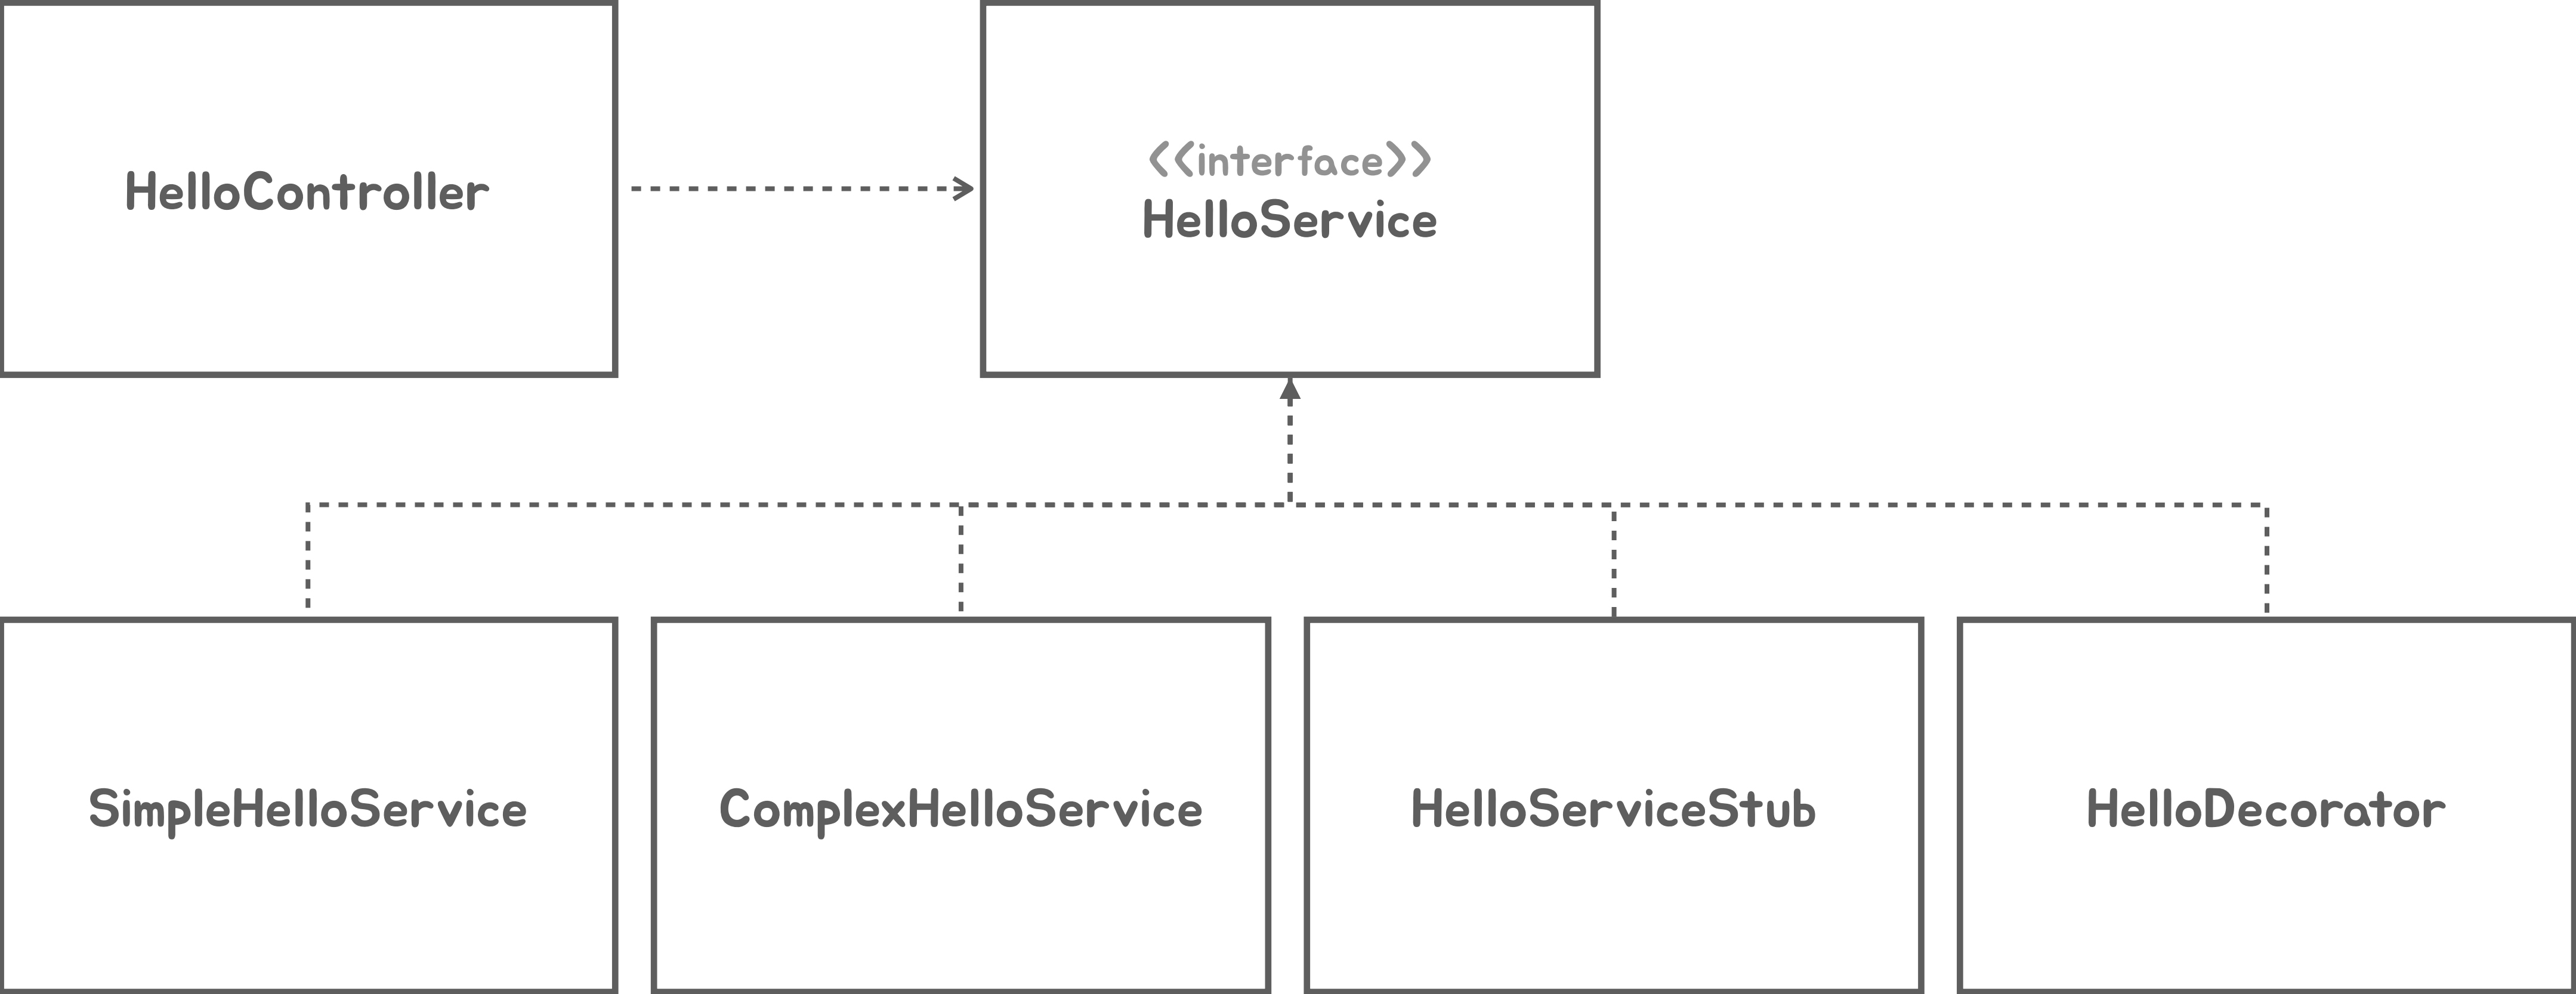 HelloController
<<interface>>
HelloService
SimpleHelloService
ComplexHelloService
HelloServiceStub
HelloDecorator